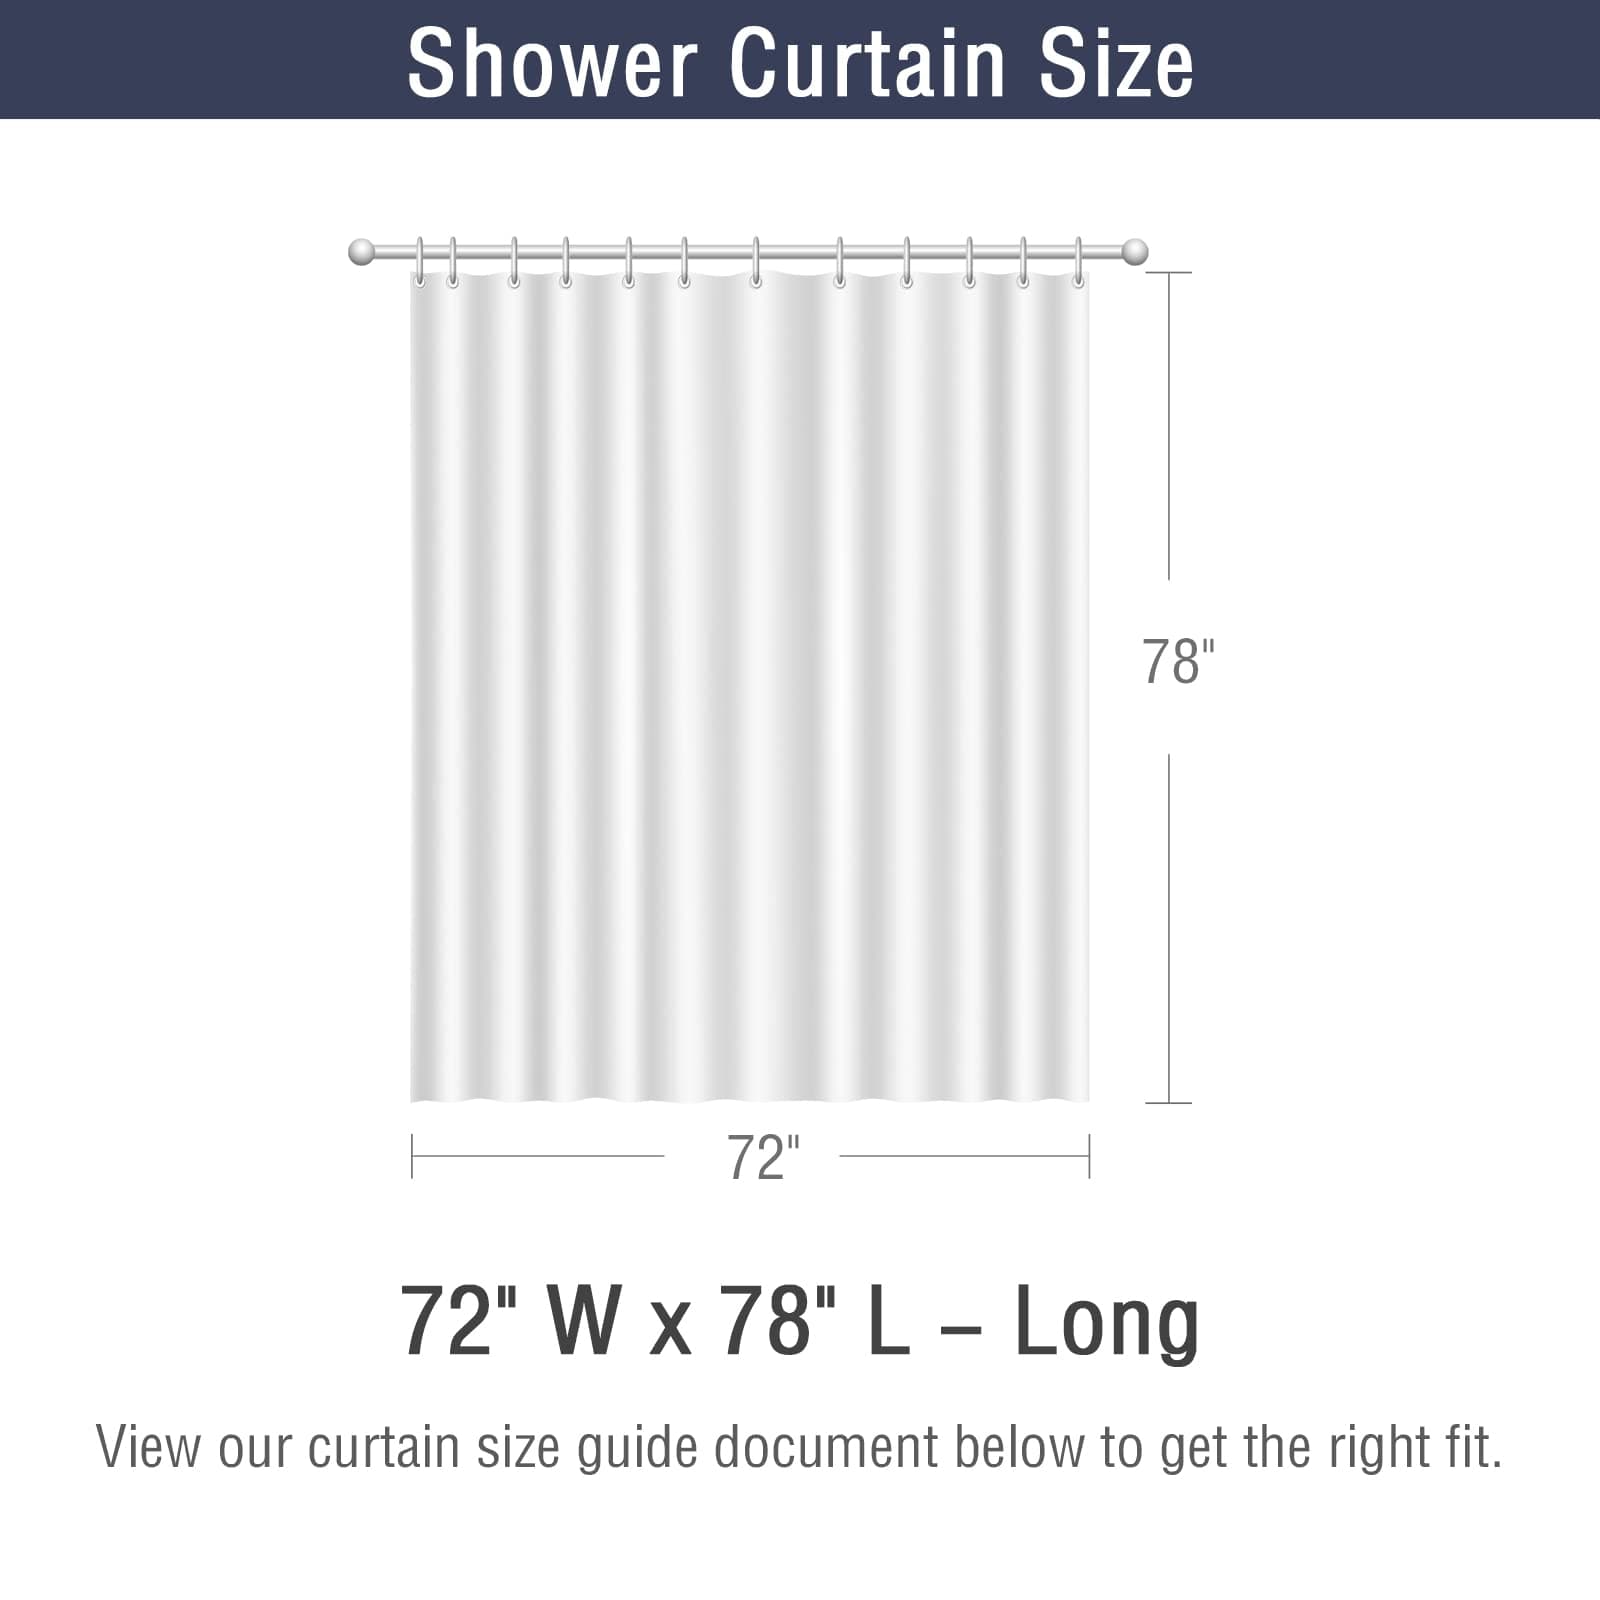 Shower Curtain Size
78"
72"
72" W x 78" L – Long
View our curtain size guide document below to get the right fit.